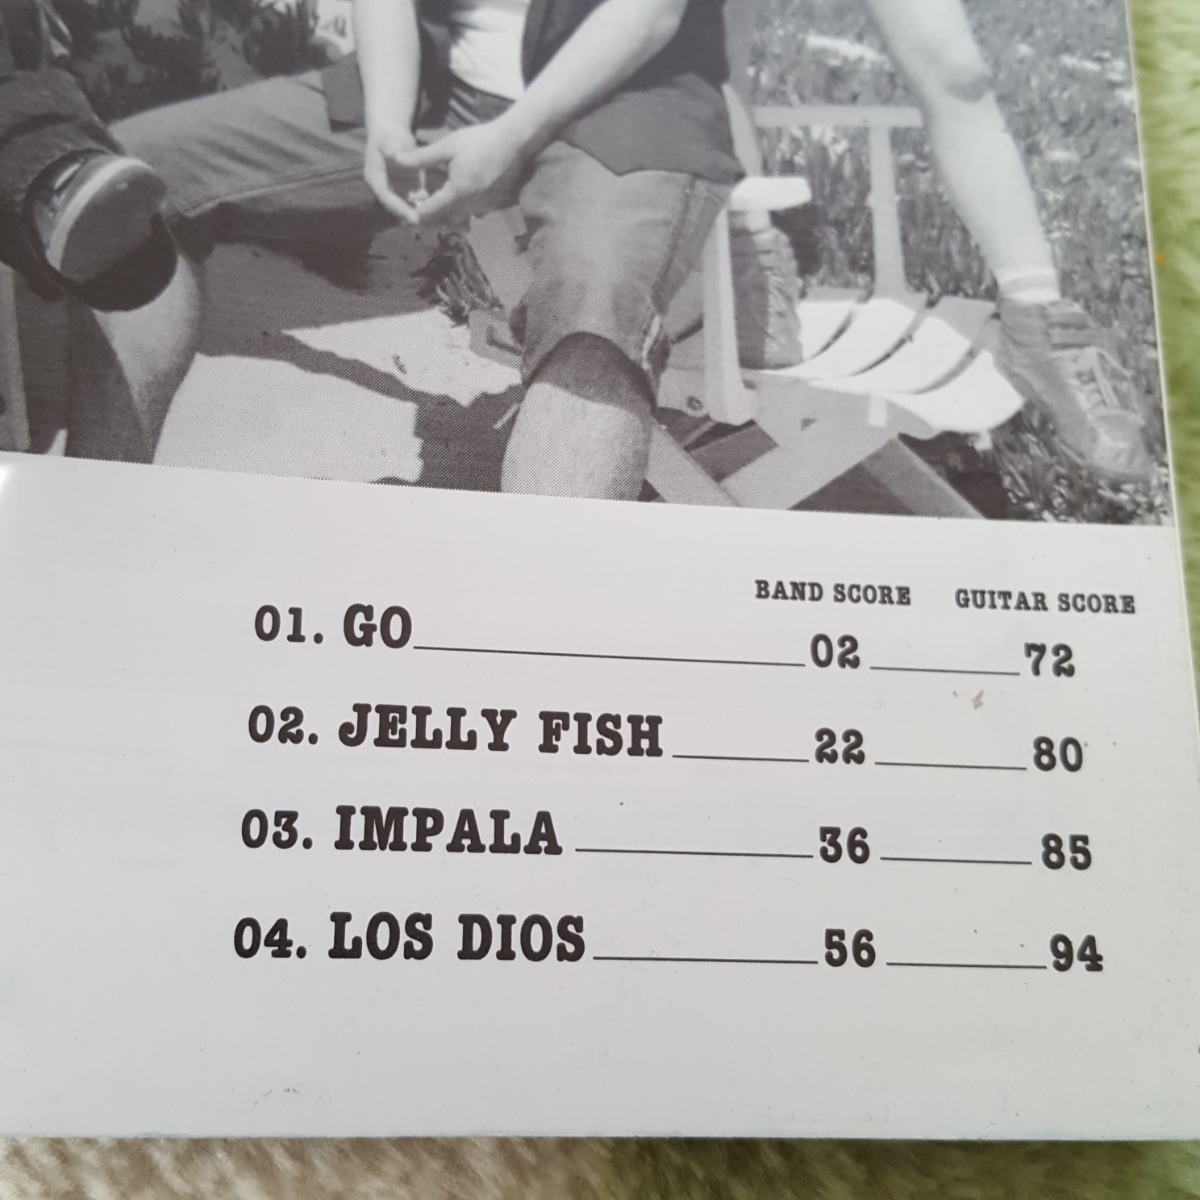 BAND SCORE GUITAR SCORE
01. GO 02 72
02. JELLY FISH 22 80
03. IMPALA 36 85
04. LOS DIOS 56 94